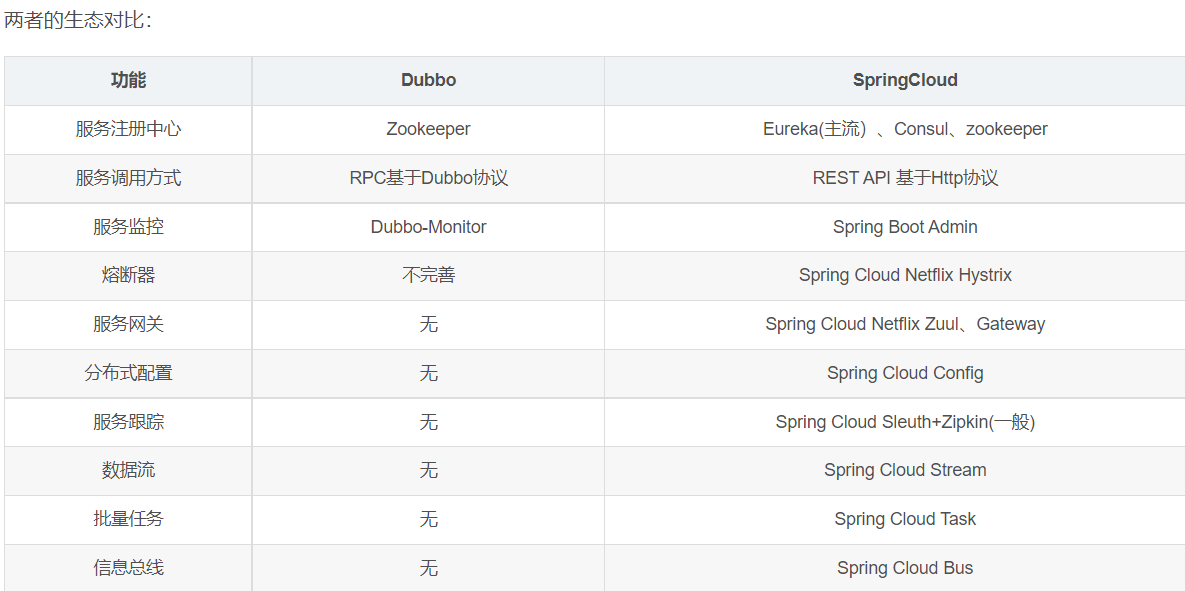 两者的生态对比：
功能 Dubbo SpringCloud
服务注册中心 Zookeeper Eureka(主流）、Consul、zookeeper
服务调用方式 RPC基于Dubbo协议 REST API 基于Http协议
服务监控 Dubbo-Monitor Spring Boot Admin
熔断器 不完善 Spring Cloud Netflix Hystrix
服务网关 无 Spring Cloud Netflix Zuul、Gateway
分布式配置 无 Spring Cloud Config
服务跟踪 无 Spring Cloud Sleuth+Zipkin(一般)
数据流 无 Spring Cloud Stream
批量任务 无 Spring Cloud Task
信息总线 无 Spring Cloud Bus